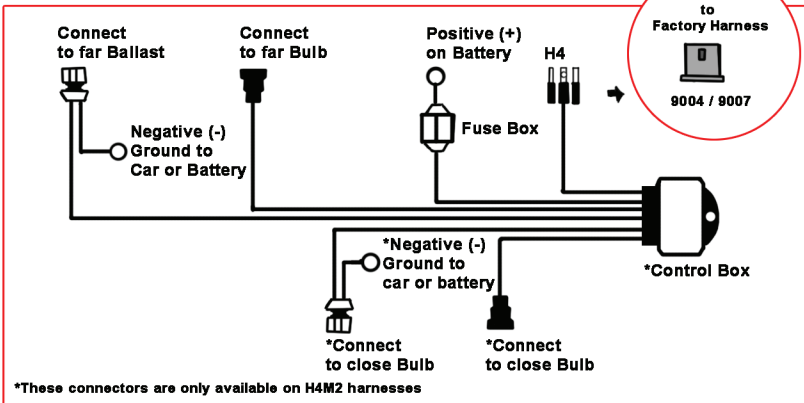 to
Factory Harness
9004 / 9007
Connect
to far Ballast
Connect
to far Bulb
Positive (+)
on Battery
H4
Fuse Box
Negative (-)
Ground to
Car or Battery
*Negative (-)
Ground to
car or battery
*Control Box
*Connect
to close Bulb
*Connect
to close Bulb
*These connectors are only available on H4M2 harnesses